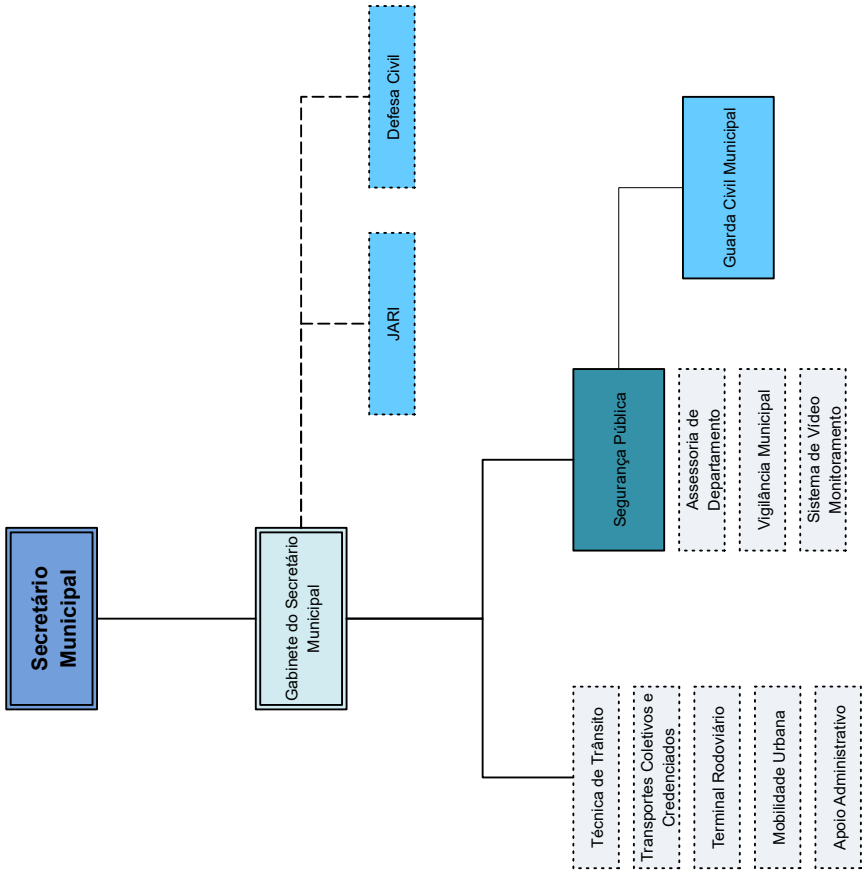 Secretário
Municipal
Gabinete do Secretário
Municipal
JARI
Defesa Civil
Técnica de Trânsito
Transportes Coletivos e
Credenciados
Terminal Rodoviário
Mobilidade Urbana
Apoio Administrativo
Segurança Pública
Assessoria de
Departamento
Vigilância Municipal
Sistema de Vídeo
Monitoramento
Guarda Civil Municipal